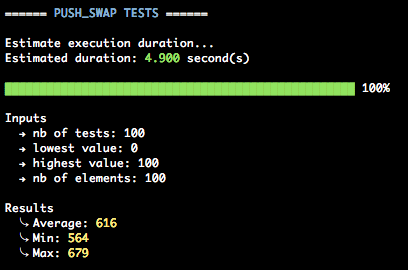 ====== PUSH_SWAP TESTS ======
Estimate execution duration...
Estimated duration: 4.900 second(s)
100%
Inputs
→ nb of tests: 100
→ lowest value: 0
→ highest value: 100
→ nb of elements: 100
Results
⤷ Average: 616
⤷ Min: 564
⤷ Max: 679